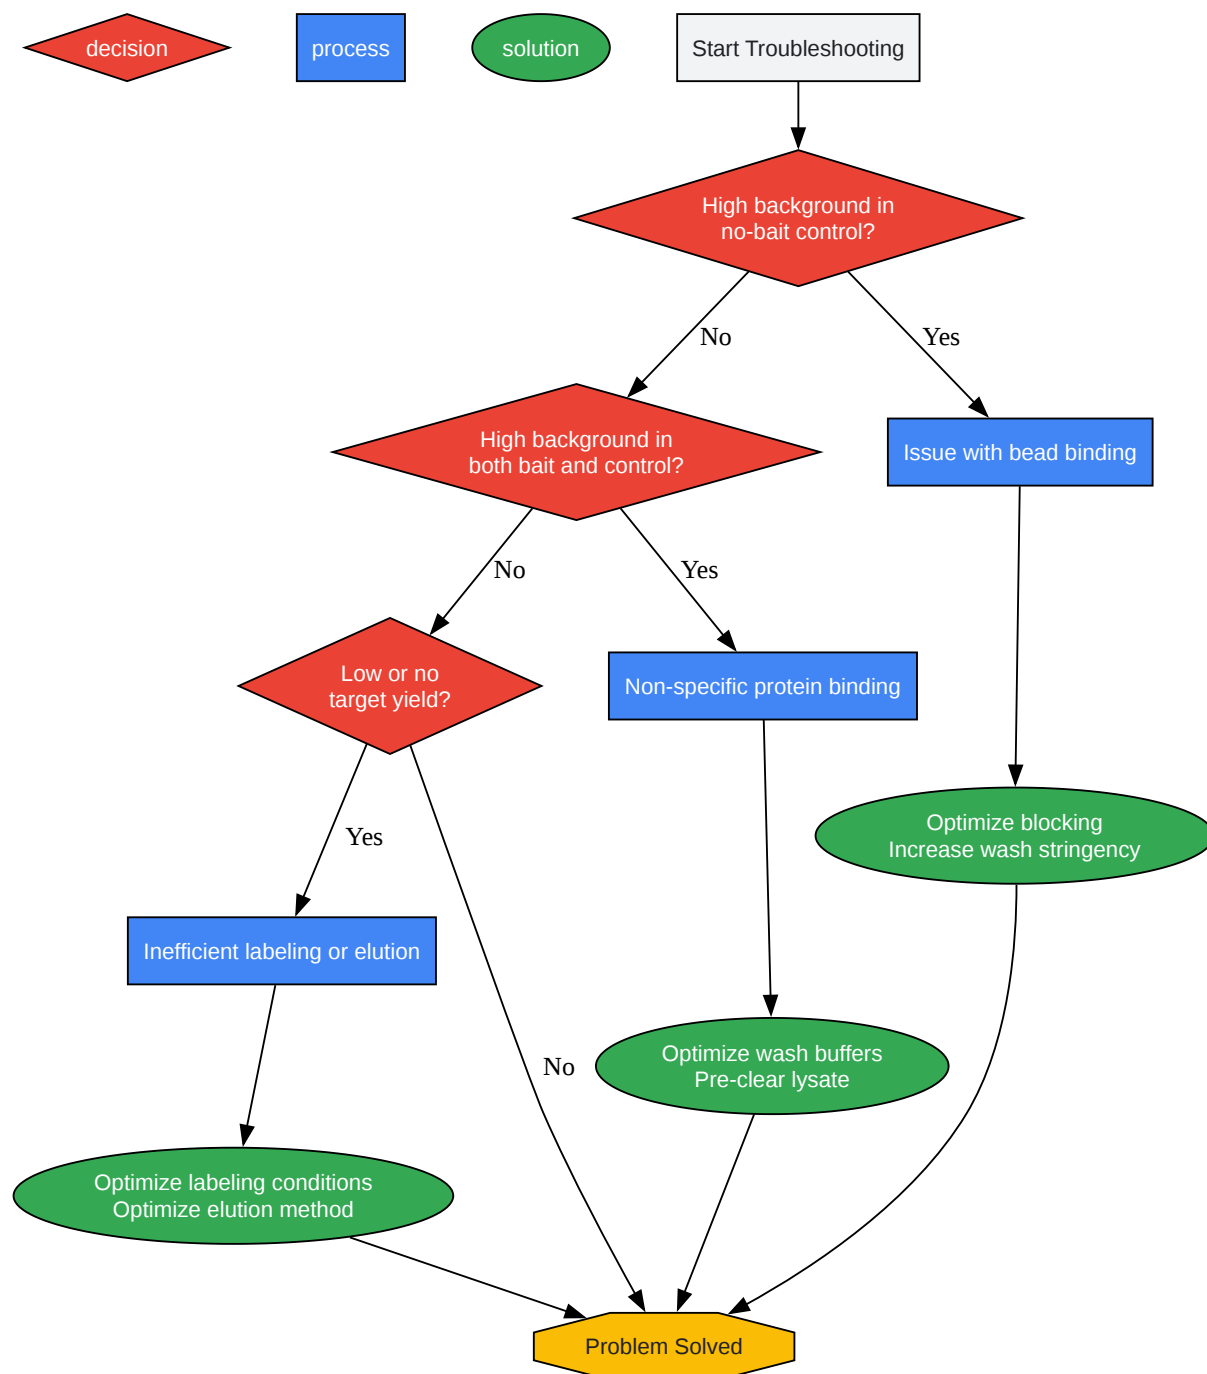 decision
process
solution
Start Troubleshooting
High background in
no-bait control?
No
Yes
High background in
both bait and control?
Issue with bead binding
No
Yes
Low or no
target yield?
Non-specific protein binding
Yes
Optimize blocking
Increase wash stringency
Inefficient labeling or elution
No
Optimize wash buffers
Pre-clear lysate
Optimize labeling conditions
Optimize elution method
Problem Solved